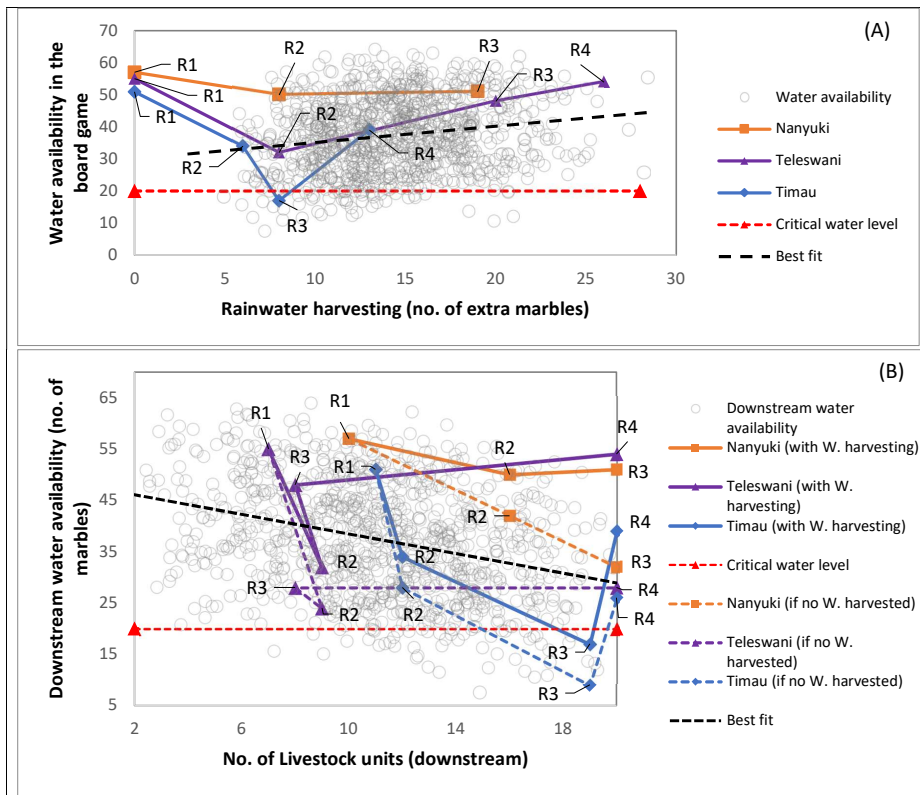 (A)
Water availability in the
board game
70
60
50
40
30
20
10
0
0
5
10
15
20
25
30
R1
R1
R1
R2
R2
R2
R3
R3
R3
R4
R4
Rainwater harvesting (no. of extra marbles)
Water availability
Nanyuki
Teleswani
Timau
Critical water level
Best fit
(B)
Downstream water availability (no. of
marbles)
65
55
45
35
25
15
5
2
6
10
14
18
R1
R1
R1
R3
R2
R4
R3
R2
R4
R2
R2
R3
R3
R4
R2
R2
R4
R3
R3
No. of Livestock units (downstream)
Downstream water
availability
Nanyuki (with W. harvesting)
Teleswani (with W.
harvesting)
Timau (with W. harvesting)
Critical water level
Nanyuki (if no W. harvested)
Teleswani (if no W.
harvested)
Timau (if no W. harvested)
Best fit